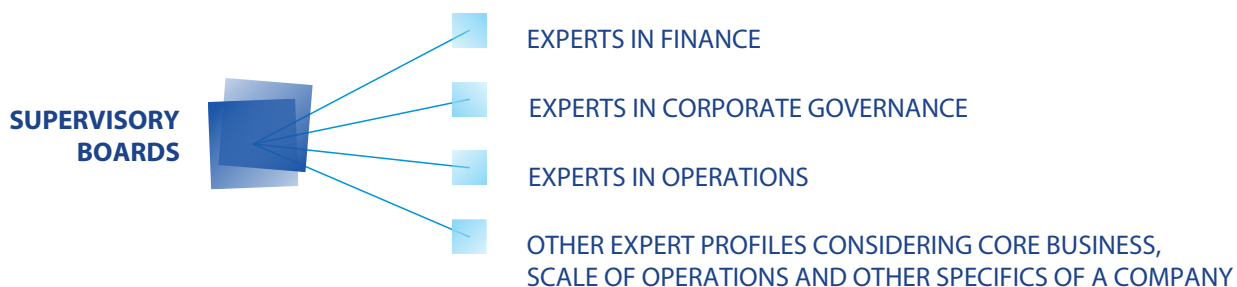 SUPERVISORY
BOARDS
EXPERTS IN FINANCE
EXPERTS IN CORPORATE GOVERNANCE
EXPERTS IN OPERATIONS
OTHER EXPERT PROFILES CONSIDERING CORE BUSINESS,
SCALE OF OPERATIONS AND OTHER SPECIFICS OF A COMPANY